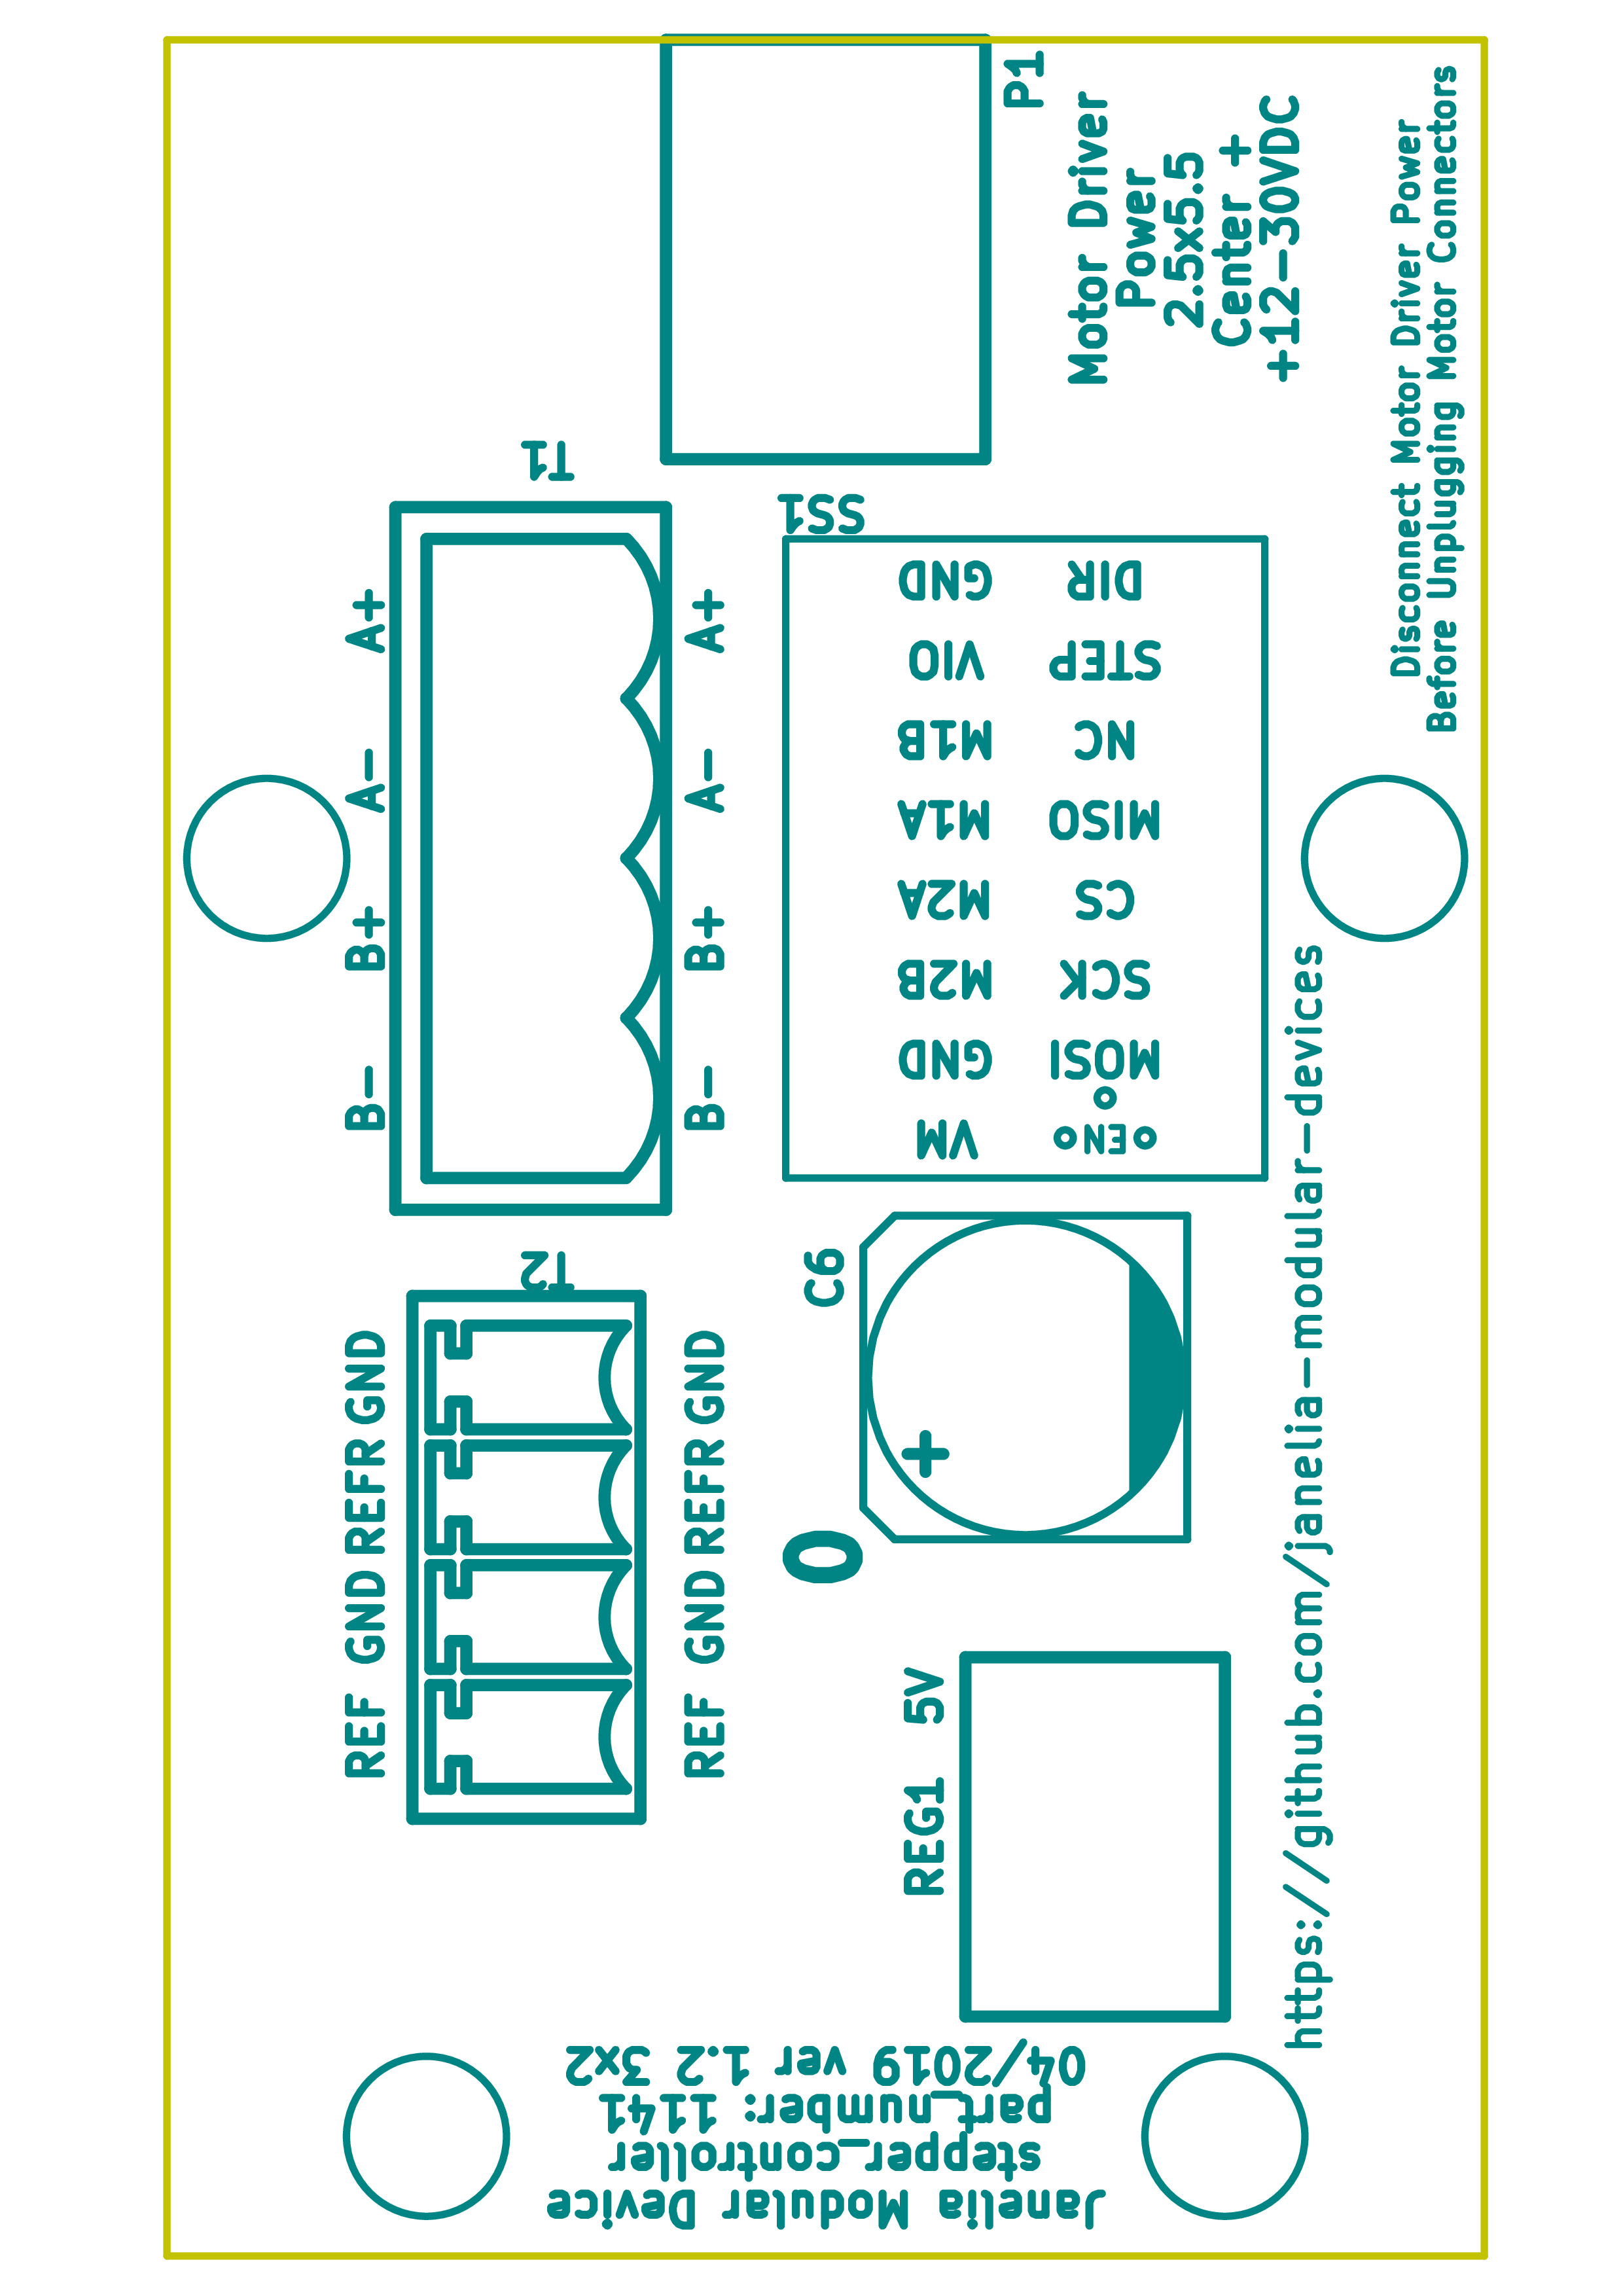 P1
Motor Driver
Power
2.5x5.5
Center +
+12-30VDC
Disconnect Motor Driver Power
Before Unplugging Motor Connectors
T1
A+
A-
B+
B-
A+
A-
B+
B-
SS1
GND DIR
VIO STEP
M1B NC
M1A MISO
M2A CS
M2B SCK
GND MOSI
VM EN
T2
GND
REFR
GND
REF
GND
REFR
GND
REF
C6
+
0
REG1 5V
https://github.com/janelia-modular-devices
Janelia Modular Device
stepper_controller
part_number: 1141
04/2019 ver 1.2 3x2